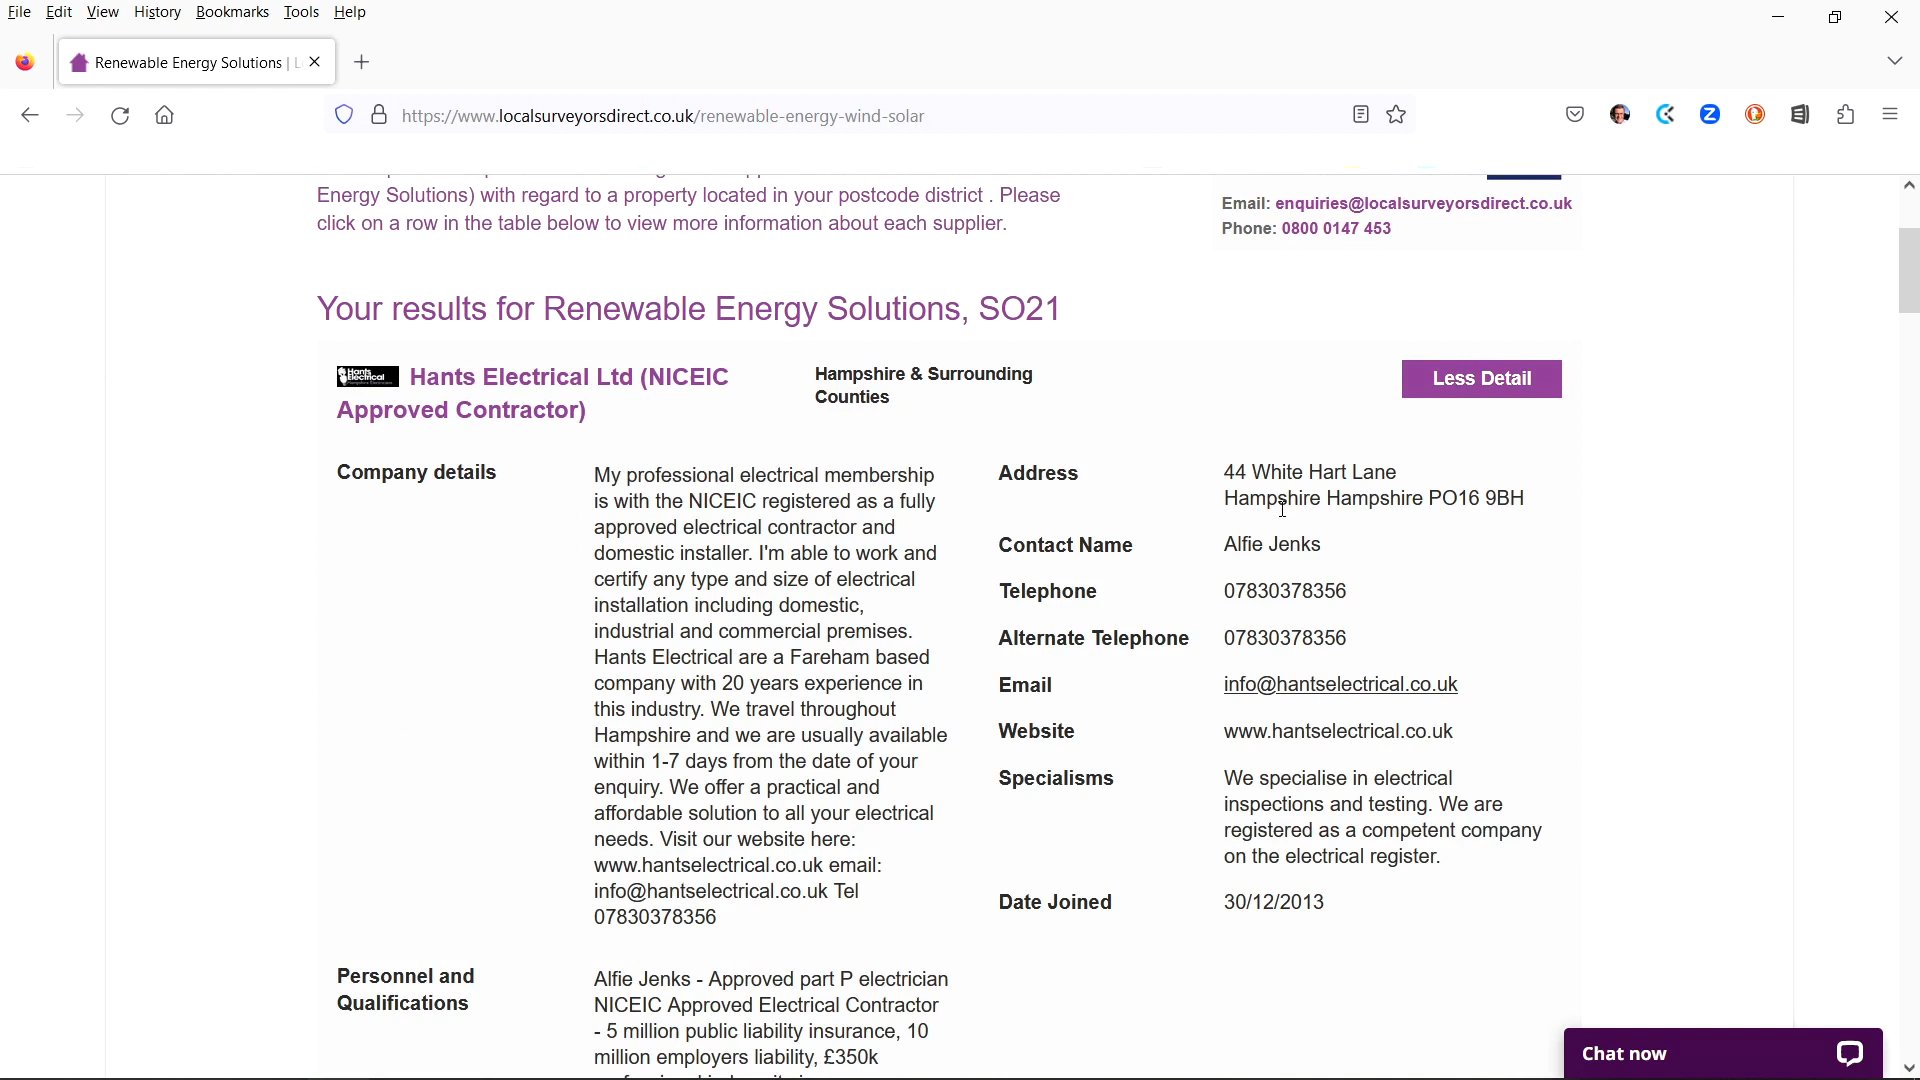 File Edit View History Bookmarks Tools Help
Renewable Energy Solutions | L
https://www.localsurveyorsdirect.co.uk/renewable-energy-wind-solar
Energy Solutions) with regard to a property located in your postcode district . Please
click on a row in the table below to view more information about each supplier.
Email: enquiries@localsurveyorsdirect.co.uk
Phone: 0800 0147 453
Your results for Renewable Energy Solutions, SO21
Hants Electrical Ltd (NICEIC
Approved Contractor)
Hampshire & Surrounding
Counties
Less Detail
Company details
My professional electrical membership
is with the NICEIC registered as a fully
approved electrical contractor and
domestic installer. I'm able to work and
certify any type and size of electrical
installation including domestic,
industrial and commercial premises.
Hants Electrical are a Fareham based
company with 20 years experience in
this industry. We travel throughout
Hampshire and we are usually available
within 1-7 days from the date of your
enquiry. We offer a practical and
affordable solution to all your electrical
needs. Visit our website here:
www.hantselectrical.co.uk email:
info@hantselectrical.co.uk Tel
07830378356
Address
44 White Hart Lane
Hampshire Hampshire PO16 9BH
Contact Name
Alfie Jenks
Telephone
07830378356
Alternate Telephone
07830378356
Email
info@hantselectrical.co.uk
Website
www.hantselectrical.co.uk
Specialisms
We specialise in electrical
inspections and testing. We are
registered as a competent company
on the electrical register.
Date Joined
30/12/2013
Personnel and
Qualifications
Alfie Jenks - Approved part P electrician
NICEIC Approved Electrical Contractor
- 5 million public liability insurance, 10
million employers liability, £350k
Chat now